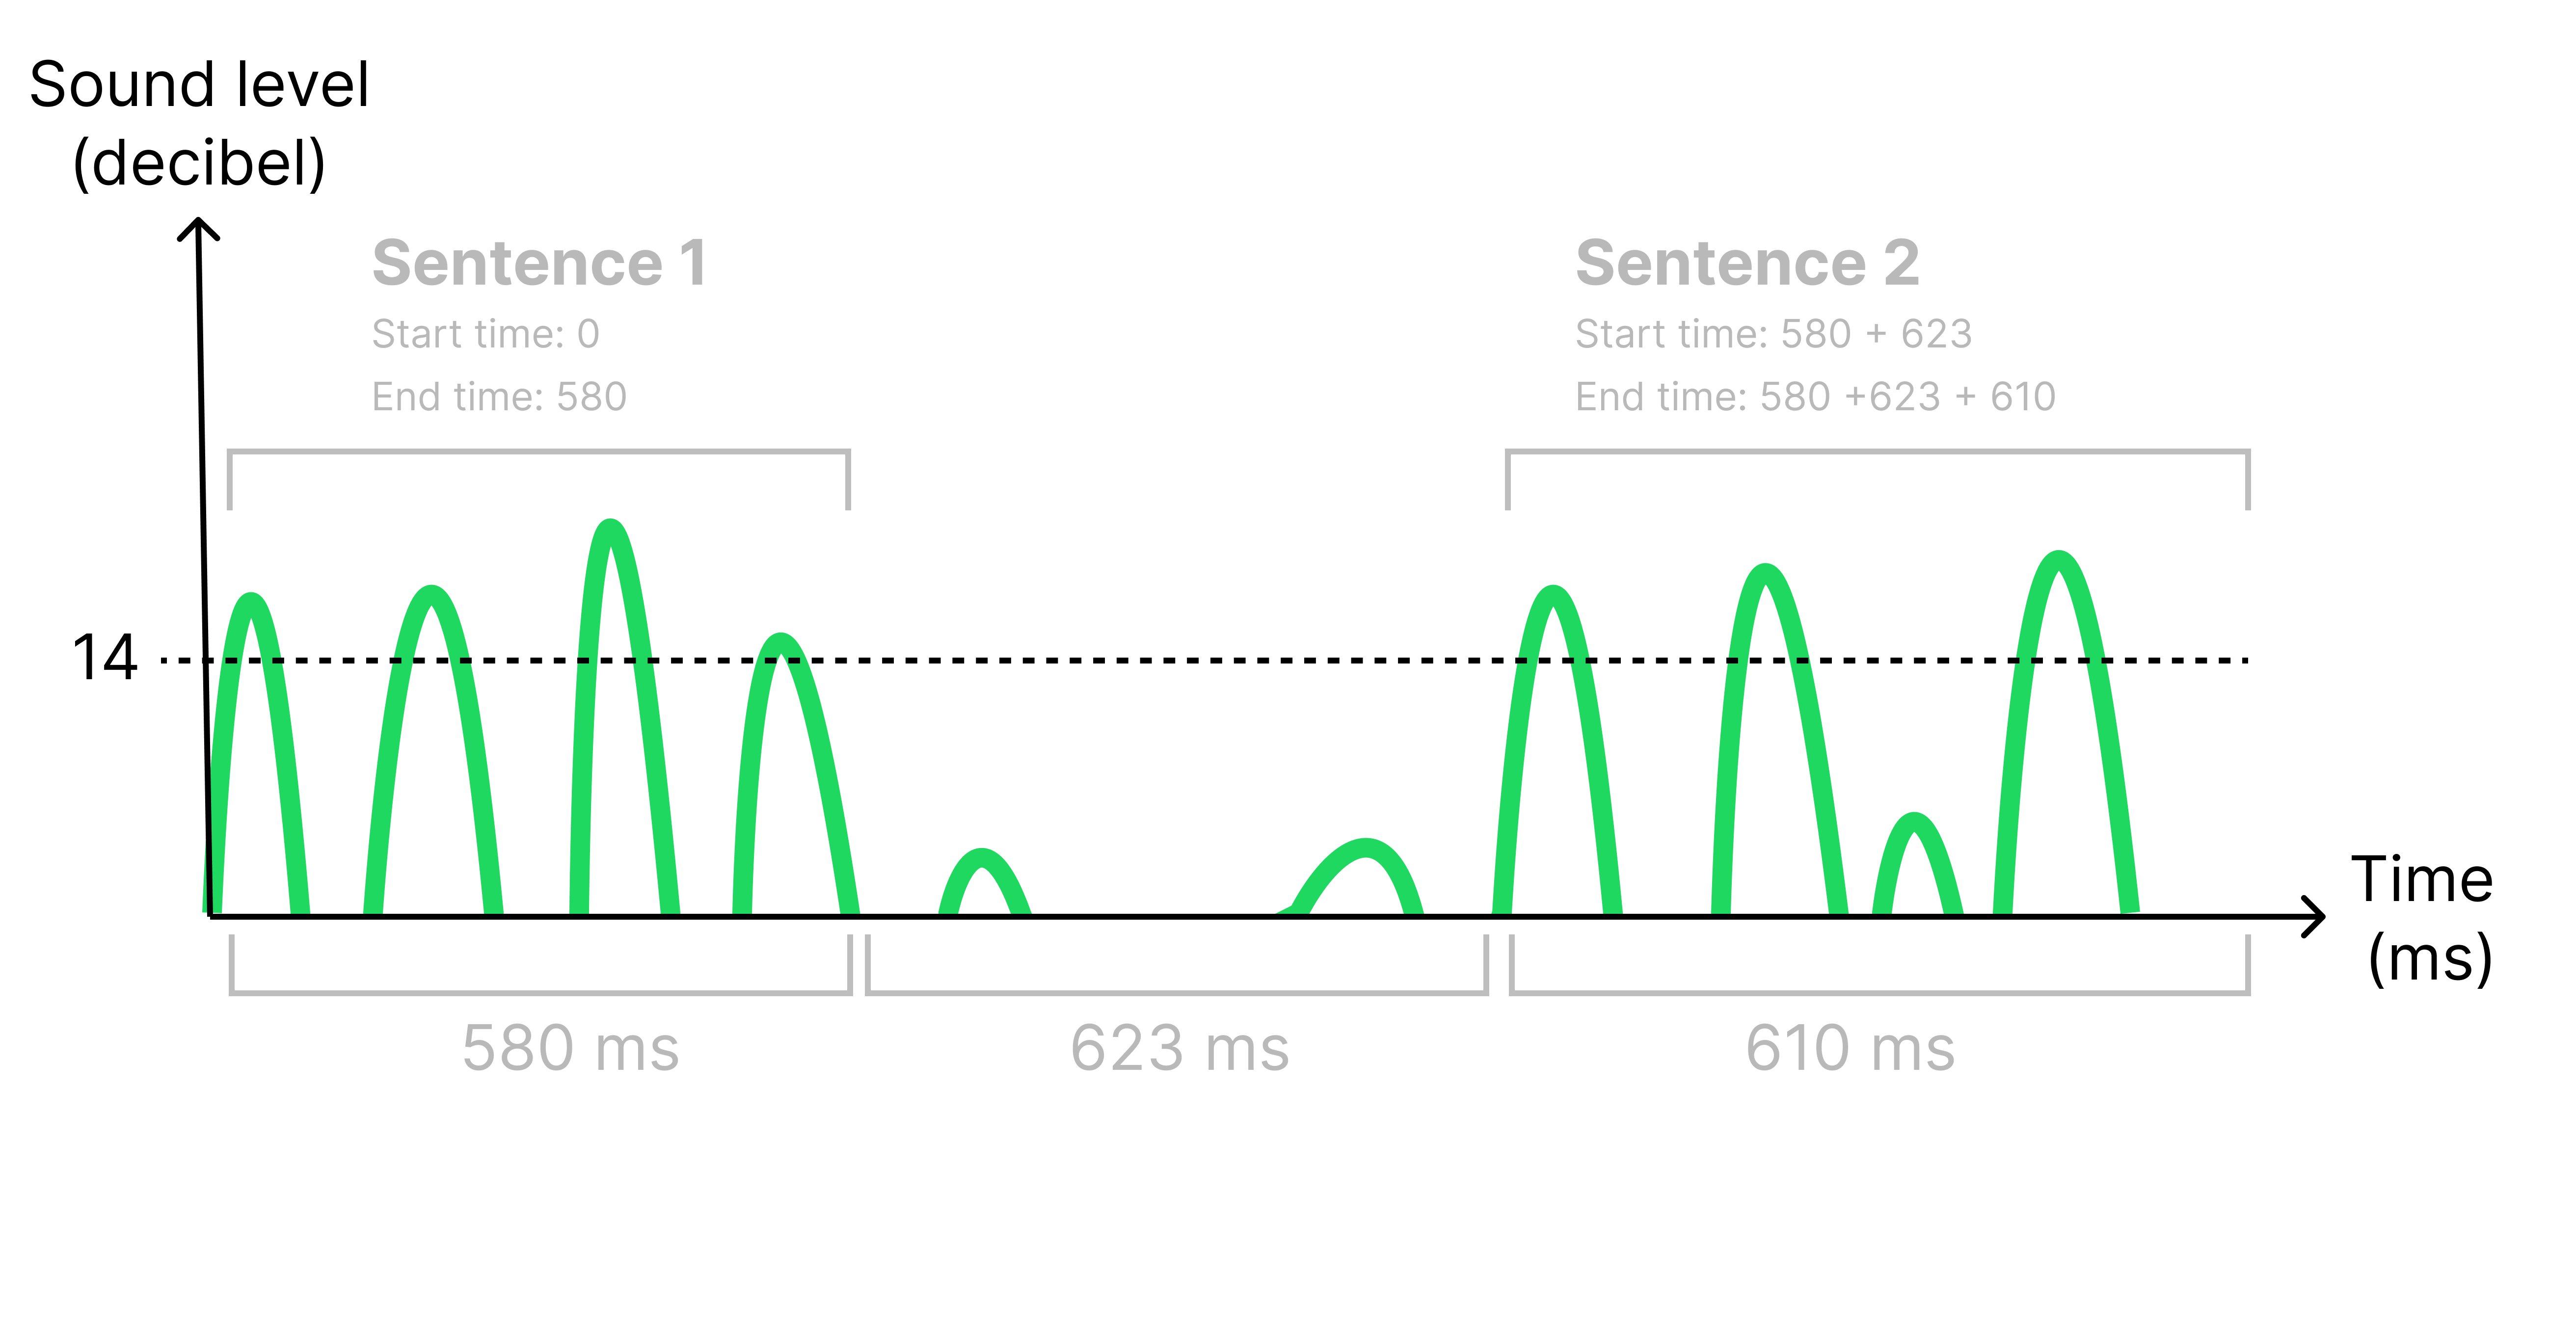 Sound level
(decibel)
Sentence 1
Start time: 0
End time: 580
Sentence 2
Start time: 580 + 623
End time: 580 +623 + 610
14
Time
(ms)
580 ms
623 ms
610 ms